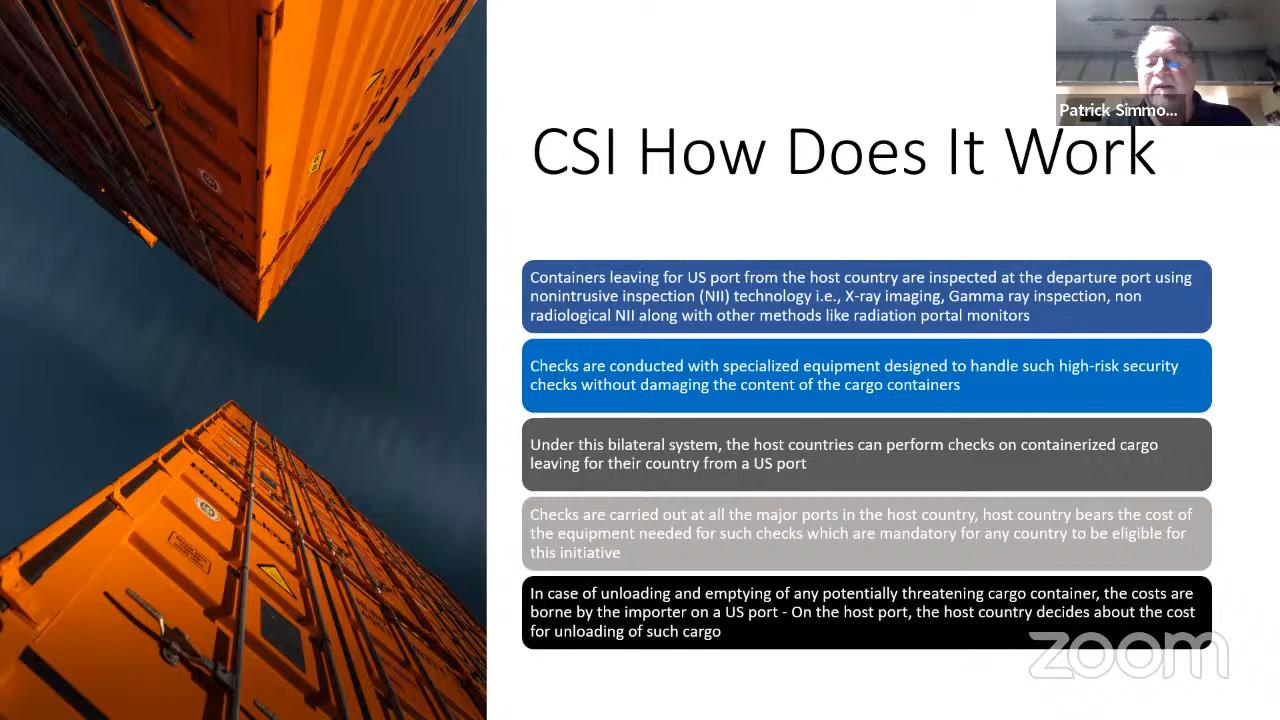 Patrick Simmo...
CSI How Does It Work
Containers leaving for US port from the host country are inspected at the departure port using
nonintrusive inspection (NII) technology i.e., X-ray imaging, Gamma ray inspection, non
radiological NII along with other methods like radiation portal monitors
Checks are conducted with specialized equipment designed to handle such high-risk security
checks without damaging the content of the cargo containers
Under this bilateral system, the host countries can perform checks on containerized cargo
leaving for their country from a US port
Checks are carried out at all the major ports in the host country, host country bears the cost of
the equipment needed for such checks which are mandatory for any country to be eligible for
this initiative
In case of unloading and emptying of any potentially threatening cargo container, the costs are
borne by the importer on a US port - On the host port, the host country decides about the cost
for unloading of such cargo
zoom